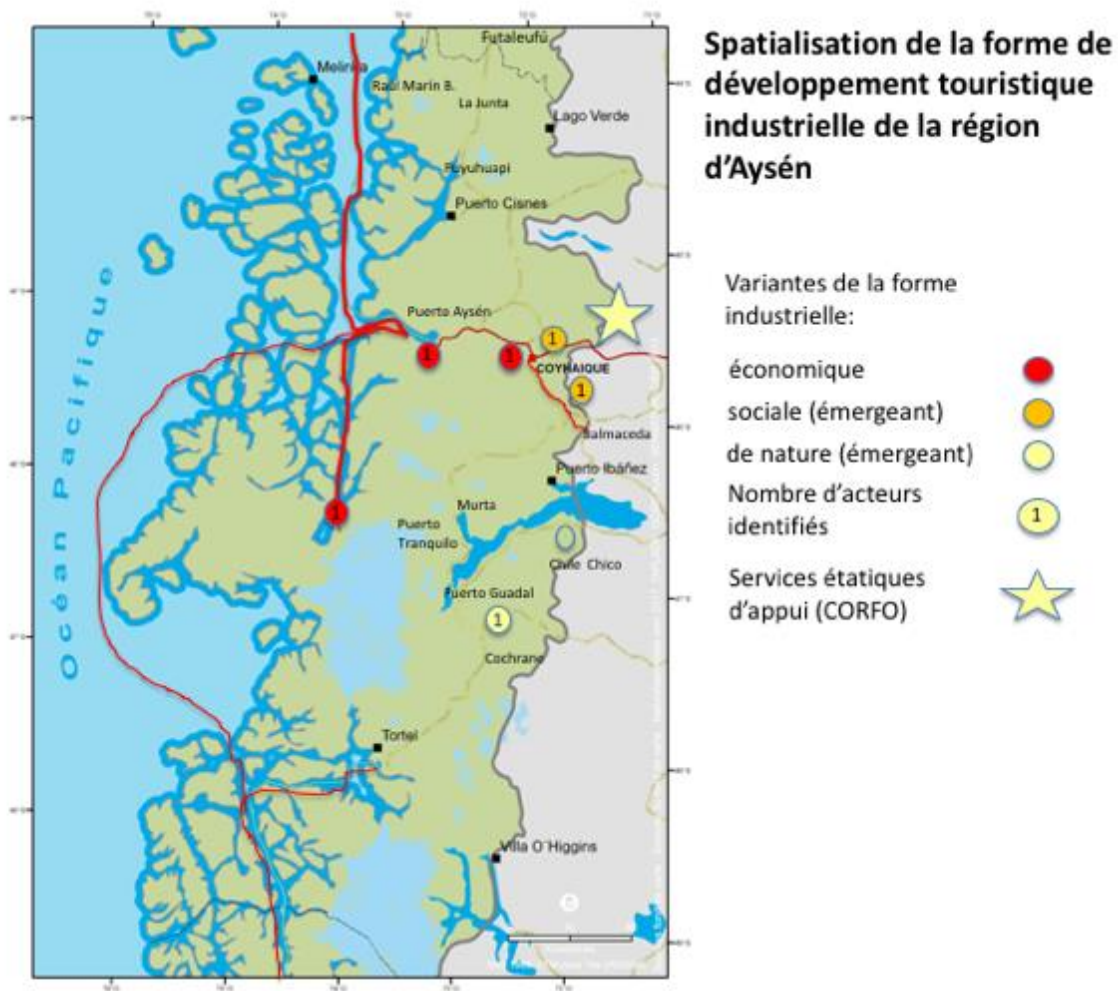 Spatialisation de la forme de
développement touristique
industrielle de la région
d'Aysén
Variantes de la forme
industrielle:
économique
sociale (émergeant)
de nature (émergeant)
Nombre d'acteurs
identifiés
1
Services étatiques
d'appui (CORFO)
Futaleufú
Melinka
Raúl Marín B.
La Junta
Lago Verde
Puyuhuapi
Puerto Cisnes
Océan Pacifique
Puerto Aysén
1
1
1
COYHAIQUE
1
Balmaceda
Puerto Ibáñez
1
Murta
Puerto
Tranquilo
Chile Chico
Puerto Guadal
1
Cochrane
Tortel
Villa O'Higgins